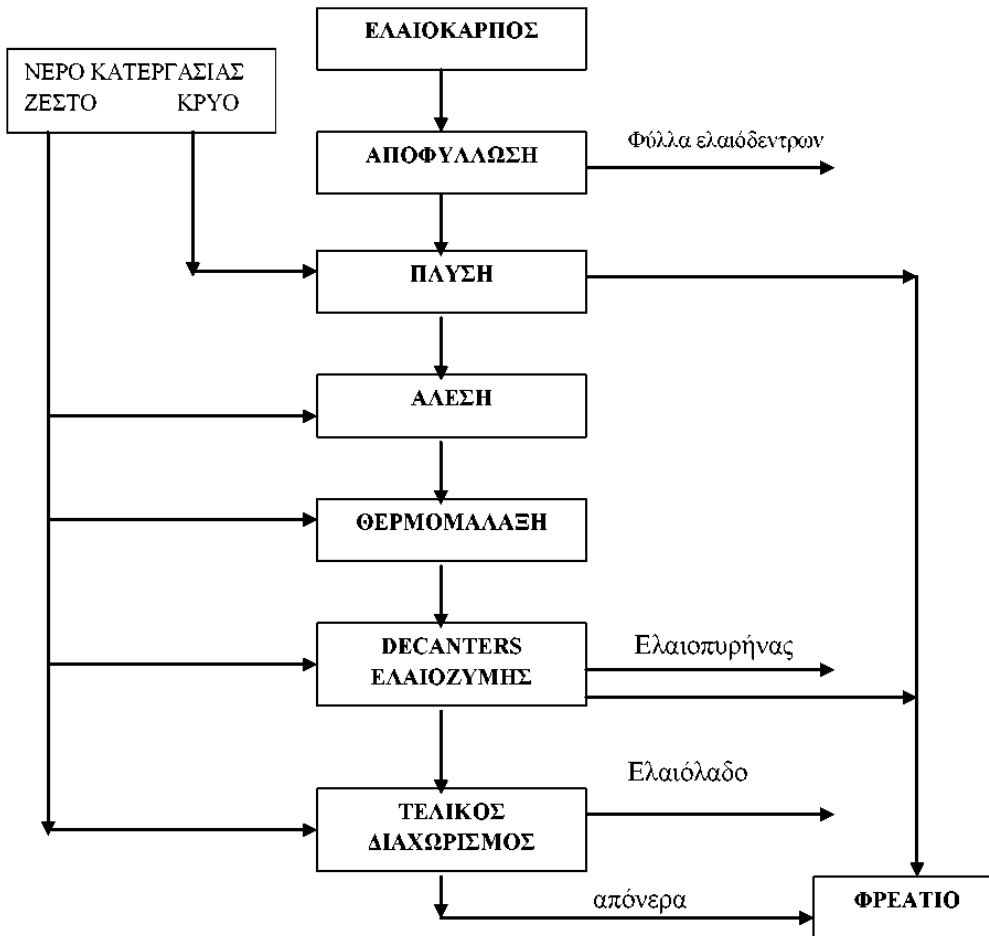 ΕΛΑΙΟΚΑΡΠΟΣ
ΝΕΡΟ ΚΑΤΕΡΓΑΣΙΑΣ
ΖΕΣΤΟ ΚΡΥΟ
ΑΠΟΦΥΛΛΩΣΗ
Φύλλα ελαιόδεντρων
ΠΛΥΣΗ
ΑΛΕΣΗ
ΘΕΡΜΟΜΑΛΑΞΗ
DECANTERS
ΕΛΑΙΟΖΥΜΗΣ
Ελαιοπυρήνας
Ελαιόλαδο
ΤΕΛΙΚΟΣ
ΔΙΑΧΩΡΙΣΜΟΣ
απόνερα
ΦΡΕΑΤΙΟ